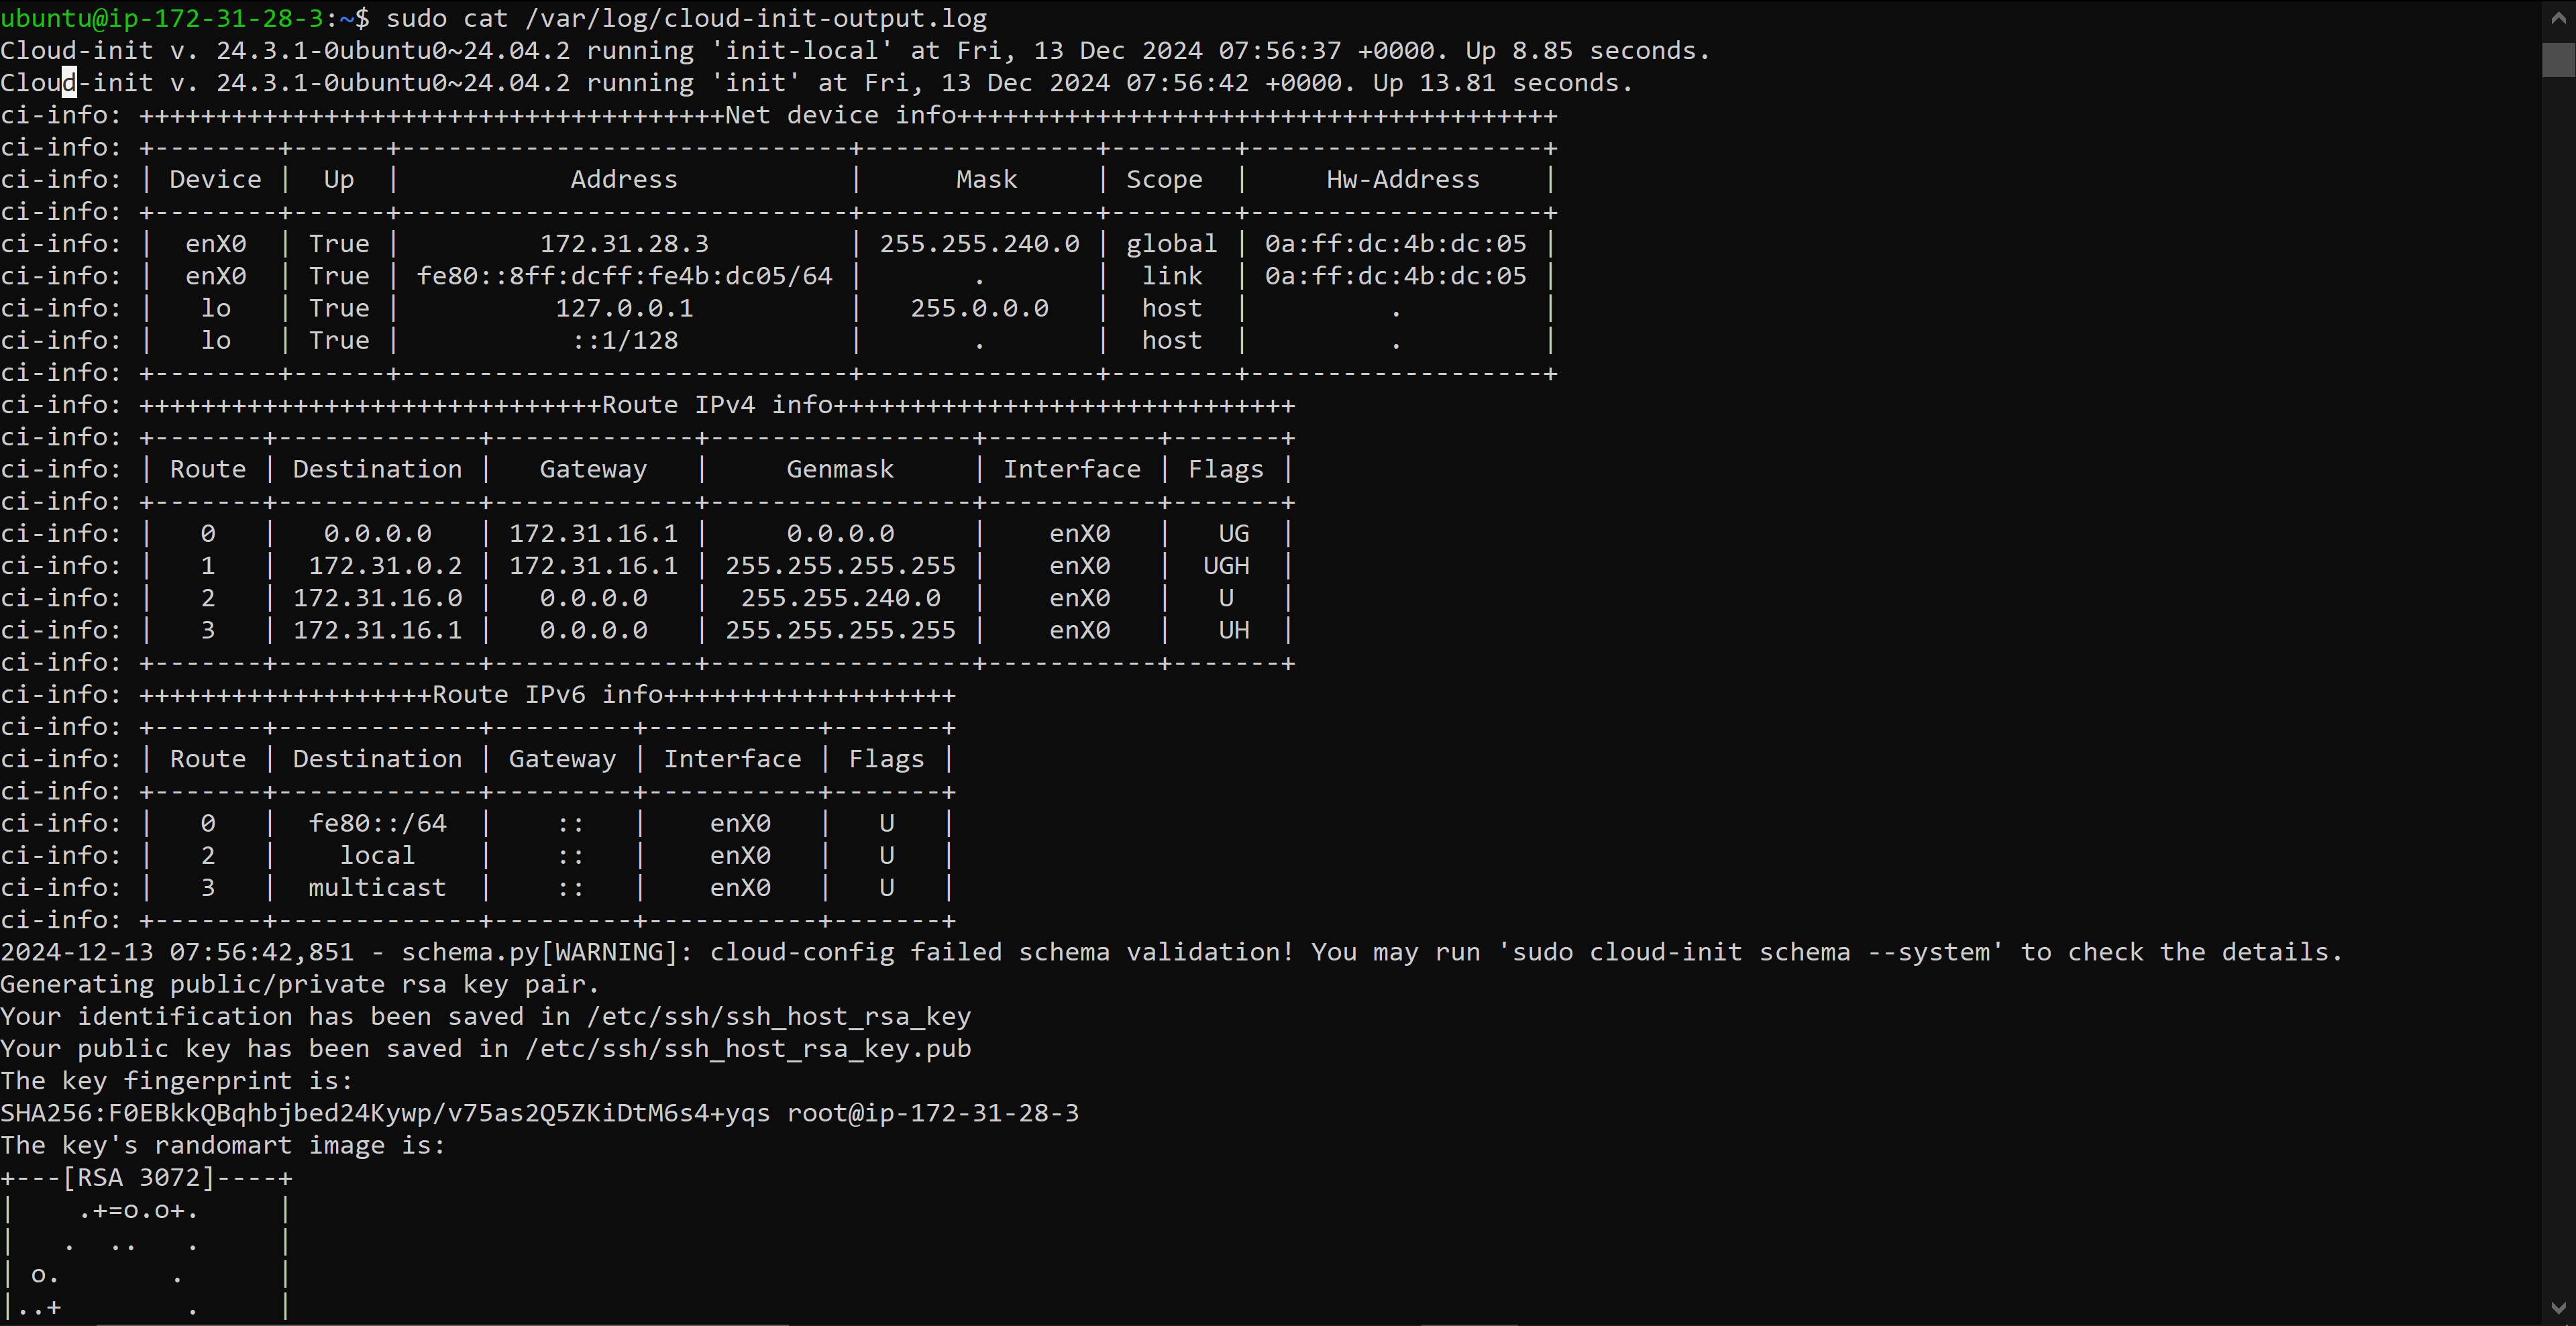 ubuntu@ip-172-31-28-3:~$ sudo cat /var/log/cloud-init-output.log
Cloud-init v. 24.3.1-0ubuntu0~24.04.2 running 'init-local' at Fri, 13 Dec 2024 07:56:37 +0000. Up 8.85 seconds.
Cloud-init v. 24.3.1-0ubuntu0~24.04.2 running 'init' at Fri, 13 Dec 2024 07:56:42 +0000. Up 13.81 seconds.
ci-info: ++++++++++++++++++++++++++++++++++++++Net device info+++++++++++++++++++++++++++++++++++++++
ci-info: +--------+------+-----------------------------+---------------+--------+-------------------+
ci-info: | Device |  Up  |           Address           |      Mask     | Scope  |     Hw-Address    |
ci-info: +--------+------+-----------------------------+---------------+--------+-------------------+
ci-info: |  enX0  | True |         172.31.28.3         | 255.255.240.0 | global | 0a:ff:dc:4b:dc:05 |
ci-info: |  enX0  | True | fe80::8ff:dcff:fe4b:dc05/64 |       .       |  link  | 0a:ff:dc:4b:dc:05 |
ci-info: |   lo   | True |          127.0.0.1          |   255.0.0.0   |  host  |         .         |
ci-info: |   lo   | True |           ::1/128           |       .       |  host  |         .         |
ci-info: +--------+------+-----------------------------+---------------+--------+-------------------+
ci-info: ++++++++++++++++++++++++++++++Route IPv4 info++++++++++++++++++++++++++++++
ci-info: +-------+-------------+-------------+-----------------+-----------+-------+
ci-info: | Route | Destination |   Gateway   |     Genmask     | Interface | Flags |
ci-info: +-------+-------------+-------------+-----------------+-----------+-------+
ci-info: |   0   |   0.0.0.0   | 172.31.16.1 |     0.0.0.0     |    enX0   |   UG  |
ci-info: |   1   |  172.31.0.2 | 172.31.16.1 | 255.255.255.255 |    enX0   |  UGH  |
ci-info: |   2   | 172.31.16.0 |   0.0.0.0   |  255.255.240.0  |    enX0   |   U   |
ci-info: |   3   | 172.31.16.1 |   0.0.0.0   | 255.255.255.255 |    enX0   |   UH  |
ci-info: +-------+-------------+-------------+-----------------+-----------+-------+
ci-info: +++++++++++++++++++Route IPv6 info+++++++++++++++++++
ci-info: +-------+-------------+---------+-----------+-------+
ci-info: | Route | Destination | Gateway | Interface | Flags |
ci-info: +-------+-------------+---------+-----------+-------+
ci-info: |   0   |  fe80::/64  |    ::   |    enX0   |   U   |
ci-info: |   2   |    local    |    ::   |    enX0   |   U   |
ci-info: |   3   |  multicast  |    ::   |    enX0   |   U   |
ci-info: +-------+-------------+---------+-----------+-------+
2024-12-13 07:56:42,851 - schema.py[WARNING]: cloud-config failed schema validation! You may run 'sudo cloud-init schema --system' to check the details.
Generating public/private rsa key pair.
Your identification has been saved in /etc/ssh/ssh_host_rsa_key
Your public key has been saved in /etc/ssh/ssh_host_rsa_key.pub
The key fingerprint is:
SHA256:F0EBkkQBqhbjbed24Kywp/v75as2Q5ZKiDtM6s4+yqs root@ip-172-31-28-3
The key's randomart image is:
+---[RSA 3072]----+
|    .+=o.o+.     |
|   .  ..   .     |
| o.       .      |
|..+        .     |